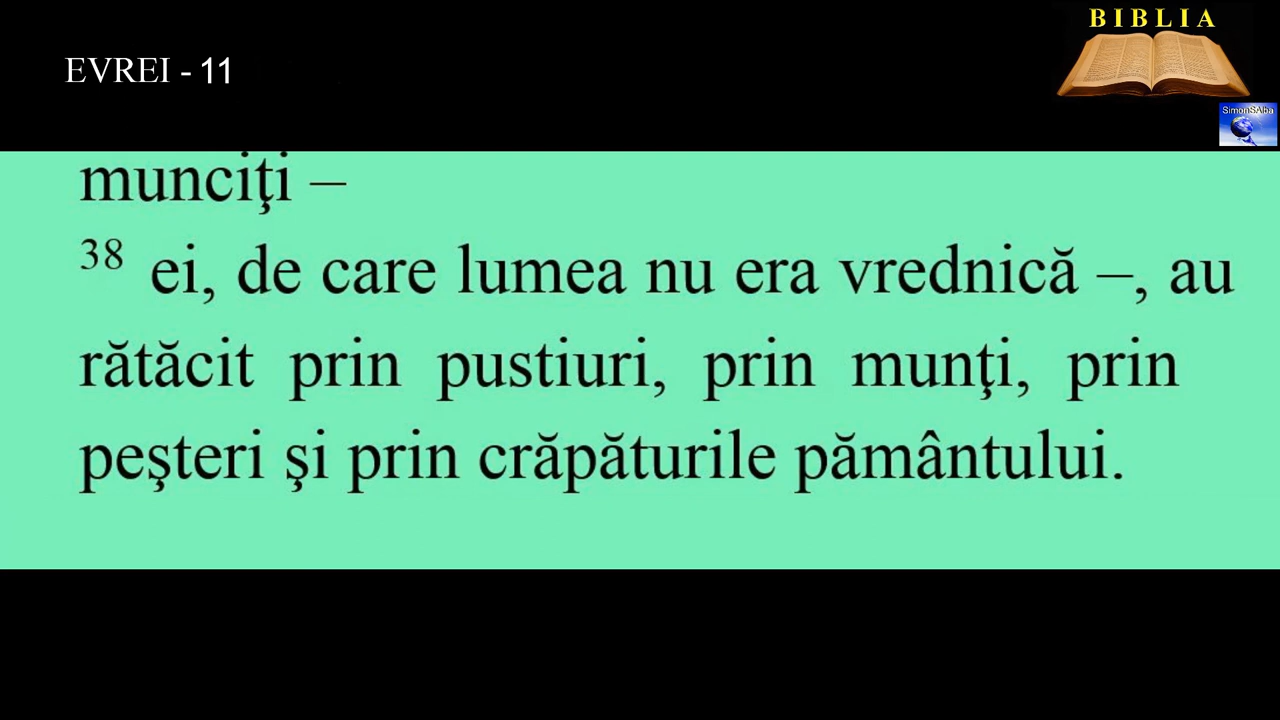 BIBLIA
EVREI - 11
SimonSAlba
munciţi –
38 ei, de care lumea nu era vrednică –, au
rătăcit prin pustiuri, prin munţi, prin
peşteri şi prin crăpăturile pământului.